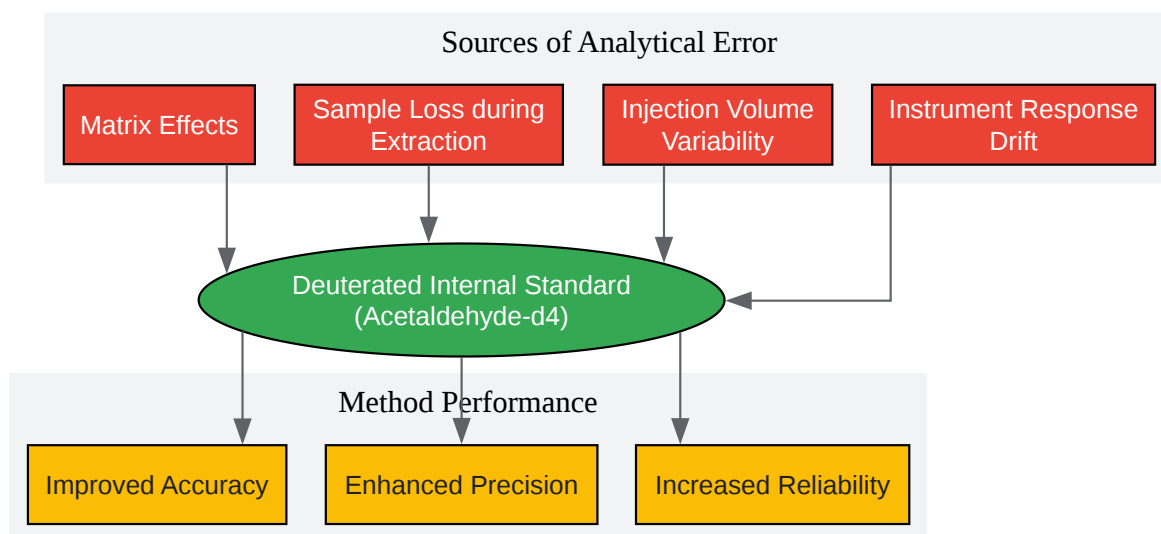 Sources of Analytical Error
Matrix Effects
Sample Loss during
Extraction
Injection Volume
Variability
Instrument Response
Drift
Deuterated Internal Standard
(Acetaldehyde-d4)
Method Performance
Improved Accuracy
Enhanced Precision
Increased Reliability